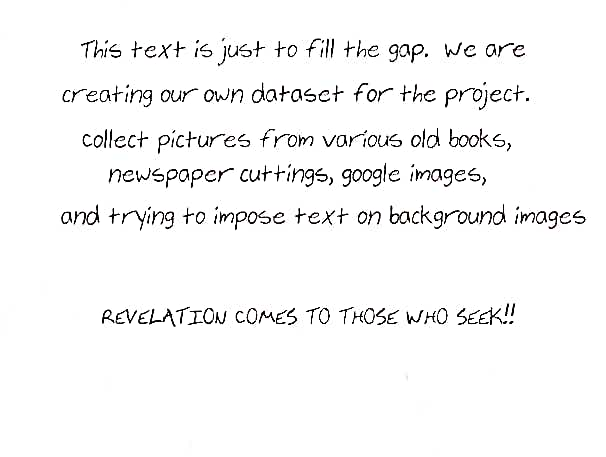 This text is just to fill the gap. We are
creating our own dataset for the project.
collect pictures from various old books,
newspaper cuttings, google images,
and trying to impose text on background images
REVELATION COMES TO THOSE WHO SEEK!!